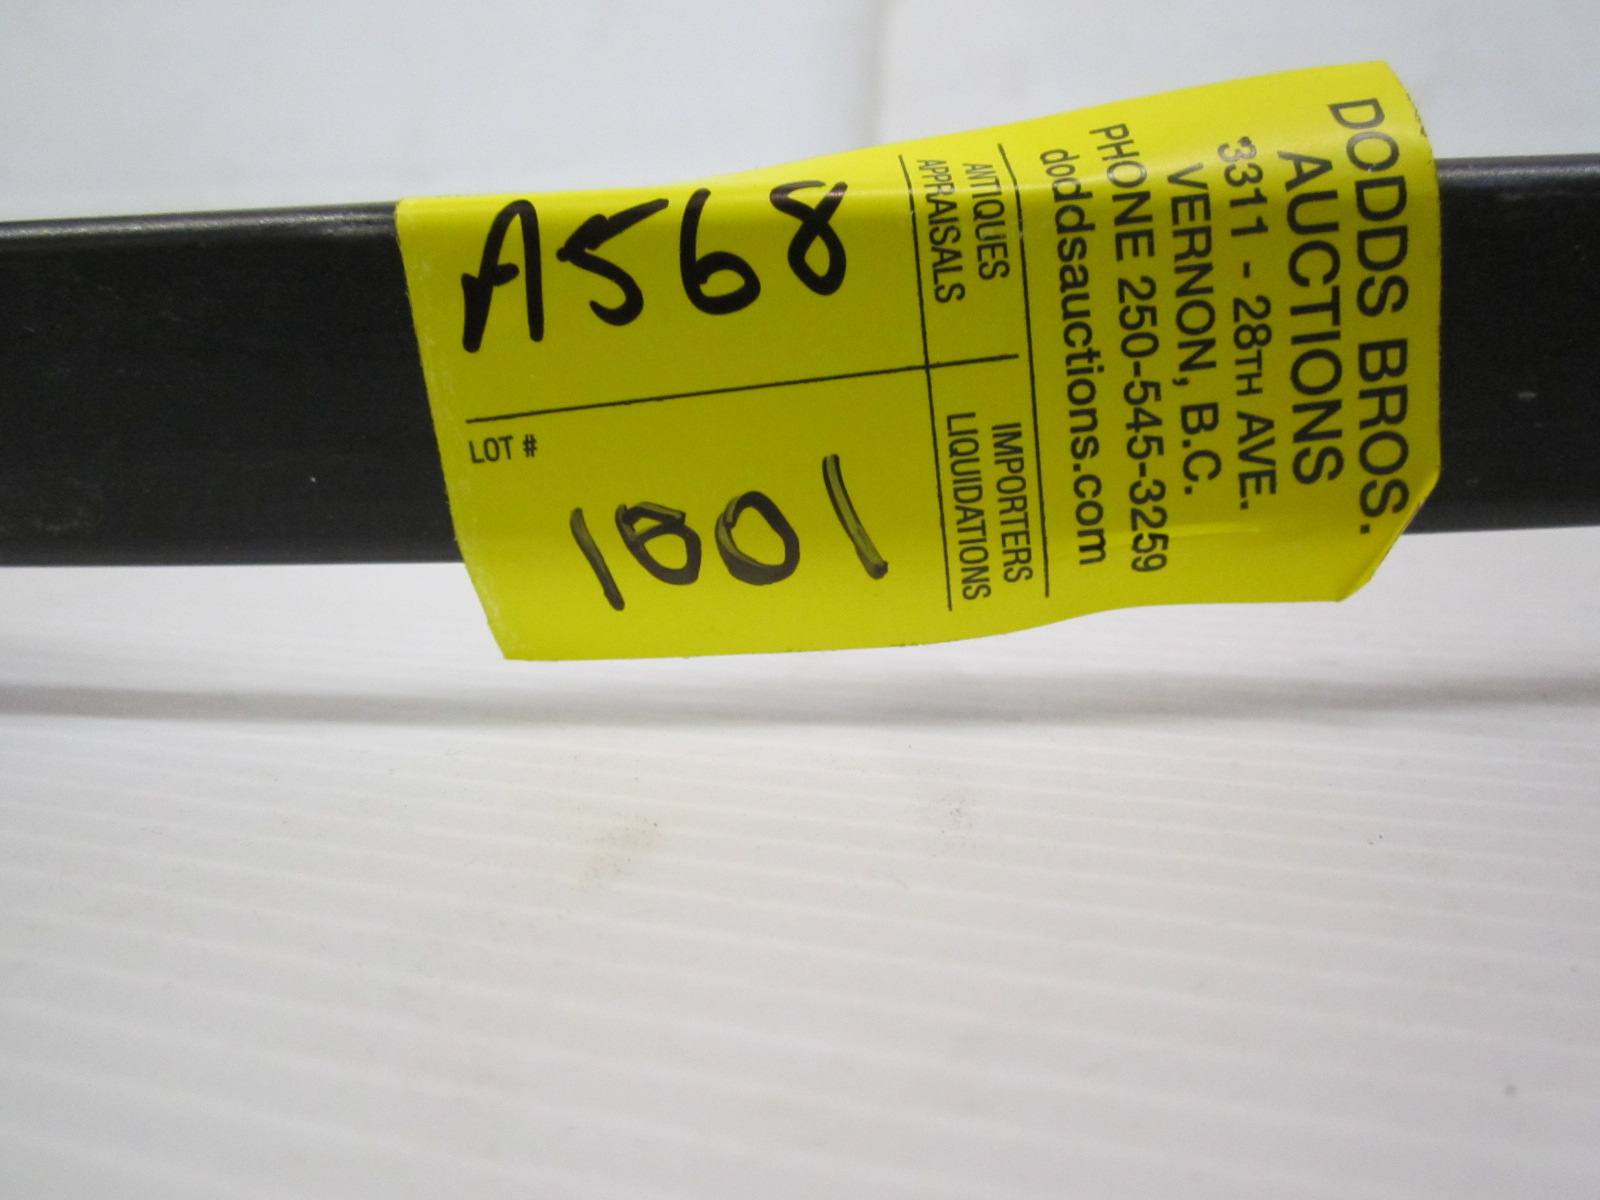 DODDS BROS.
AUCTIONS
3311 - 28TH AVE.
VERNON, B.C.
PHONE 250-545-3259
doddsauctions.com
ANTIQUES
APPRAISALS
IMPORTERS
LIQUIDATIONS
A568
LOT #
1001